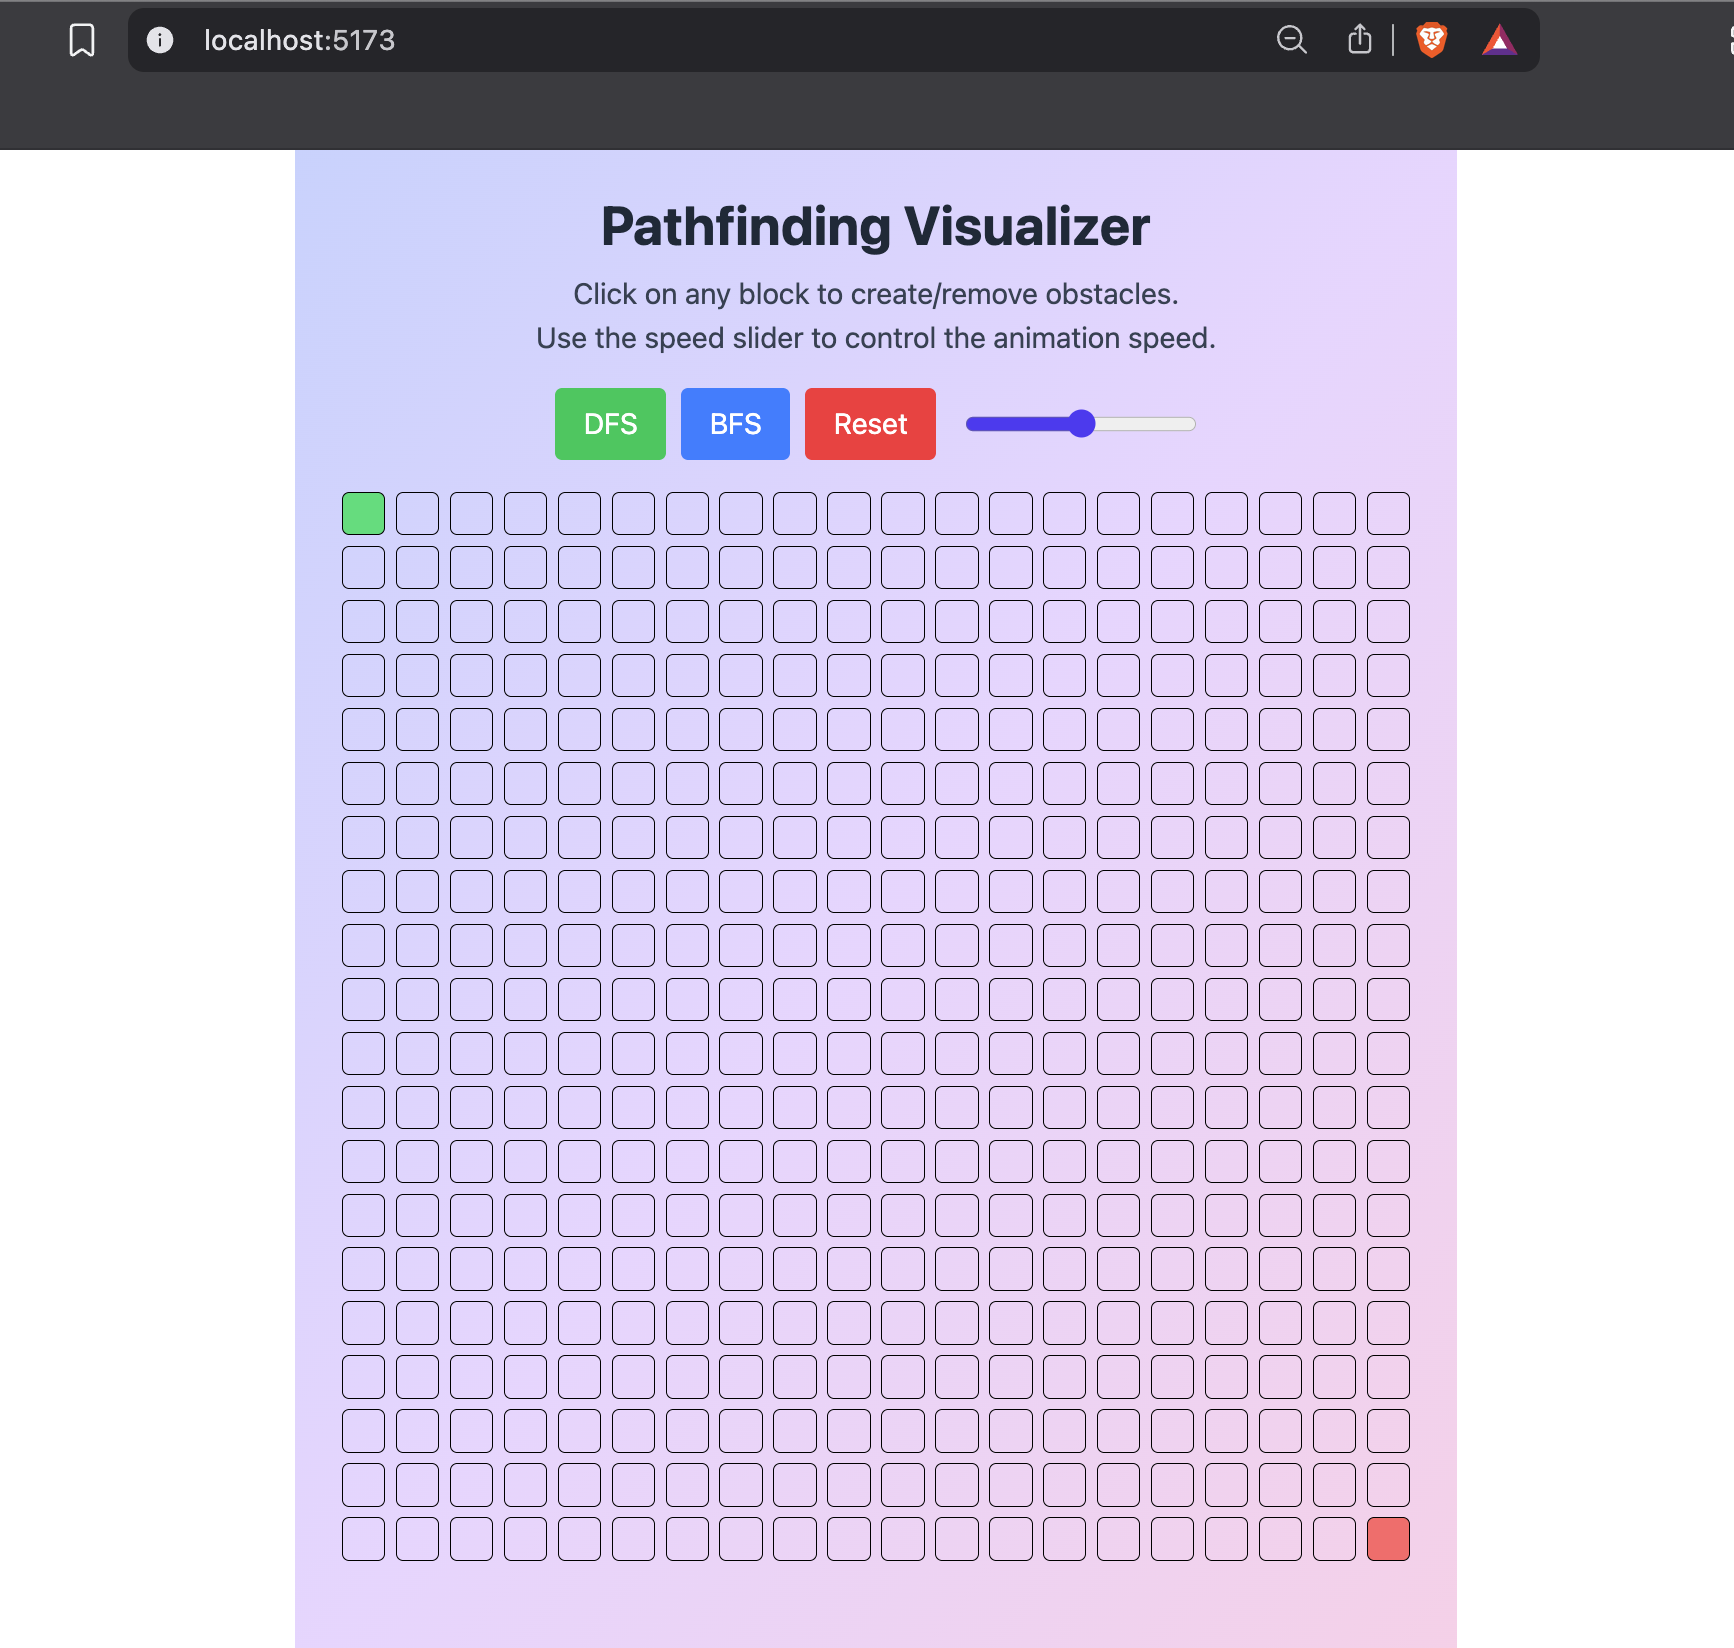 localhost:5173
Pathfinding Visualizer
Click on any block to create/remove obstacles.
Use the speed slider to control the animation speed.
DFS BFS Reset